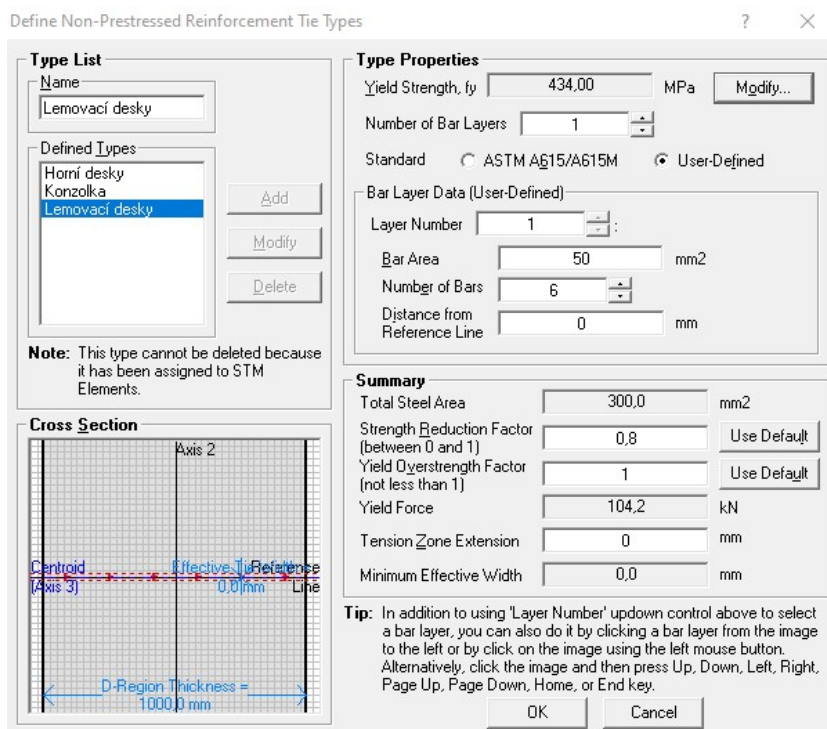 Define Non-Prestressed Reinforcement Tie Types
?
Type List
Name
Lemovací desky
Defined Types
Horní desky
Konzolka
Lemovací desky
Add
Modify
Delete
Note: This type cannot be deleted because
it has been assigned to STM
Elements.
Cross Section
Axis 2
Centroid
(Axis 3)
Reference
Line
0,0 mm
D-Region Thickness =
1000,0 mm
Type Properties
Yield Strength, fy 434,00 MPa Modify...
Number of Bar Layers 1
Standard ASTM A615/A615M User-Defined
Bar Layer Data (User-Defined)
Layer Number 1 :
Bar Area 50 mm2
Number of Bars 6
Distance from
Reference Line 0 mm
Summary
Total Steel Area 300,0 mm2
Strength Reduction Factor
(between 0 and 1) 0,8 Use Default
Yield Overstrength Factor
(not less than 1) 1 Use Default
Yield Force 104,2 kN
Tension Zone Extension 0 mm
Minimum Effective Width 0,0 mm
Tip: In addition to using 'Layer Number' updown control above to select
a bar layer, you can also do it by clicking a bar layer from the image
to the left or by click on the image using the left mouse button.
Alternatively, click the image and then press Up, Down, Left, Right,
Page Up, Page Down, Home, or End key.
OK
Cancel